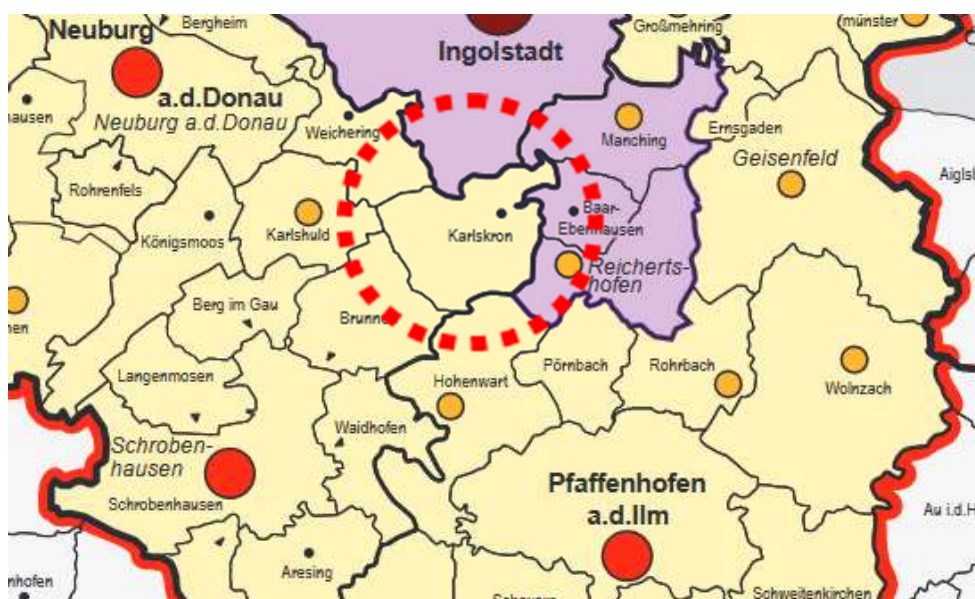 Bergheim
Großmehring
münster
Neuburg
Ingolstadt
a.d.Donau
Neuburg a.d.Donau
hausen
Weichering
Manching
Ernsgaden
Geisenfeld
Rohrenfels
Königsmoos
Karlshuld
Karlskron
Baar-
Ebenhausen
Reicherts-
hofen
Berg im Gau
Brunne
Langenmosen
Hohenwart
Pörnbach
Rohrbach
Wolnzach
Waidhofen
Schroben-
hausen
Schrobenhausen
Pfaffenhofen
a.d.Ilm
Au i.d.H
Aresing
nhofen
Schweitenkirchen